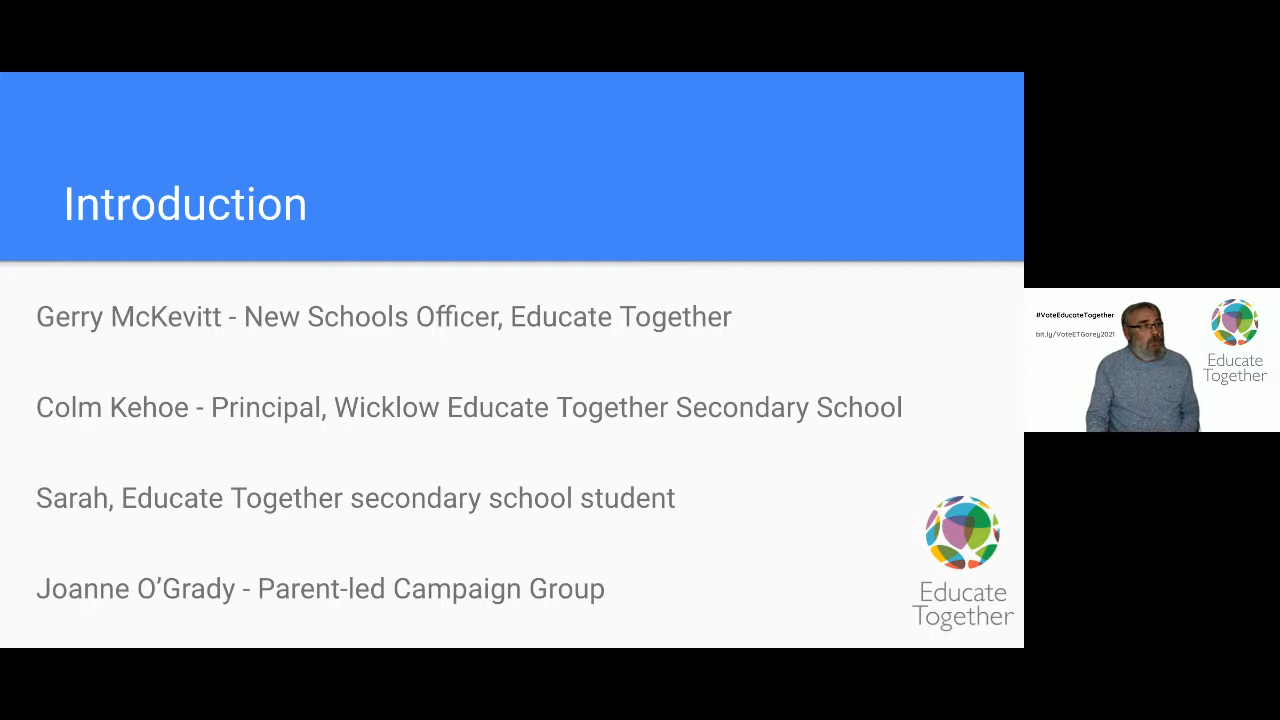 Introduction
Gerry McKevitt - New Schools Officer, Educate Together
Colm Kehoe - Principal, Wicklow Educate Together Secondary School
Sarah, Educate Together secondary school student
Joanne O’Grady - Parent-led Campaign Group
Educate
Together
#VoteEducateTogether
bit.ly/VoteETGorey2021
Educate
Together